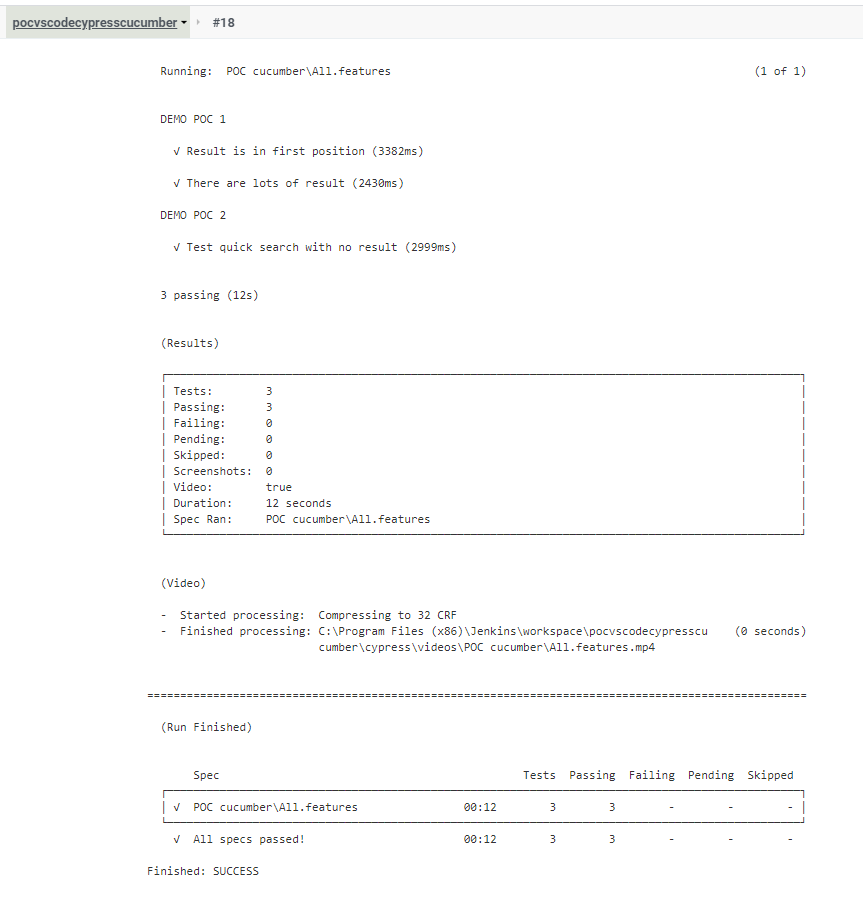 pocvscodecypresscucumber #18
Running: POC cucumber\All.features (1 of 1)
DEMO POC 1
√ Result is in first position (3382ms)
√ There are lots of result (2430ms)
DEMO POC 2
√ Test quick search with no result (2999ms)
3 passing (12s)
(Results)
Tests: 3
Passing: 3
Failing: 0
Pending: 0
Skipped: 0
Screenshots: 0
Video: true
Duration: 12 seconds
Spec Ran: POC cucumber\All.features
(Video)
- Started processing: Compressing to 32 CRF
- Finished processing: C:\Program Files (x86)\Jenkins\workspace\pocvscodecypresscu (0 seconds)
cumber\cypress\videos\POC cucumber\All.features.mp4
====================================================================================================
(Run Finished)
Spec Tests Passing Failing Pending Skipped
√ POC cucumber\All.features 00:12 3 3 - - -
√ All specs passed! 00:12 3 3 - - -
Finished: SUCCESS